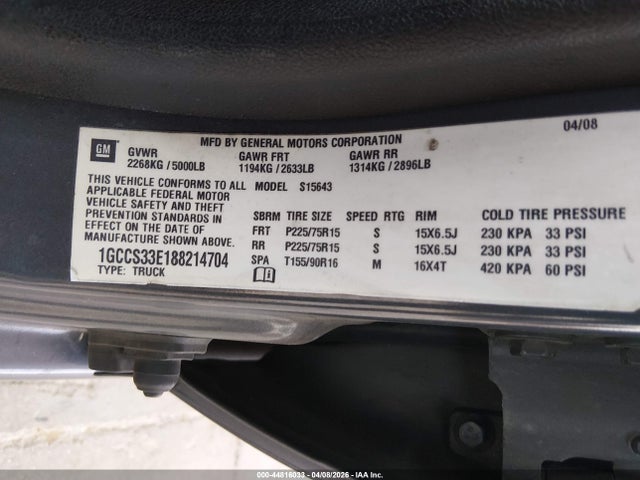 MFD BY GENERAL MOTORS CORPORATION
04/08
GM
GVWR GAWR FRT GAWR RR
2268KG / 5000LB 1194KG / 2633LB 1314KG / 2896LB
THIS VEHICLE CONFORMS TO ALL MODEL S15643
APPLICABLE FEDERAL MOTOR
VEHICLE SAFETY AND THEFT
PREVENTION STANDARDS IN
EFFECT ON THE DATE OF
MANUFACTURE SHOWN ABOVE.
1GCCS33E188214704
TYPE: TRUCK
SBRM TIRE SIZE SPEED RTG RIM COLD TIRE PRESSURE
FRT P225/75R15 S 15X6.5J 230 KPA 33 PSI
RR P225/75R15 S 15X6.5J 230 KPA 33 PSI
SPA T155/90R16 M 16X4T 420 KPA 60 PSI
000-44816033 - 04/08/2026 - IAA Inc.